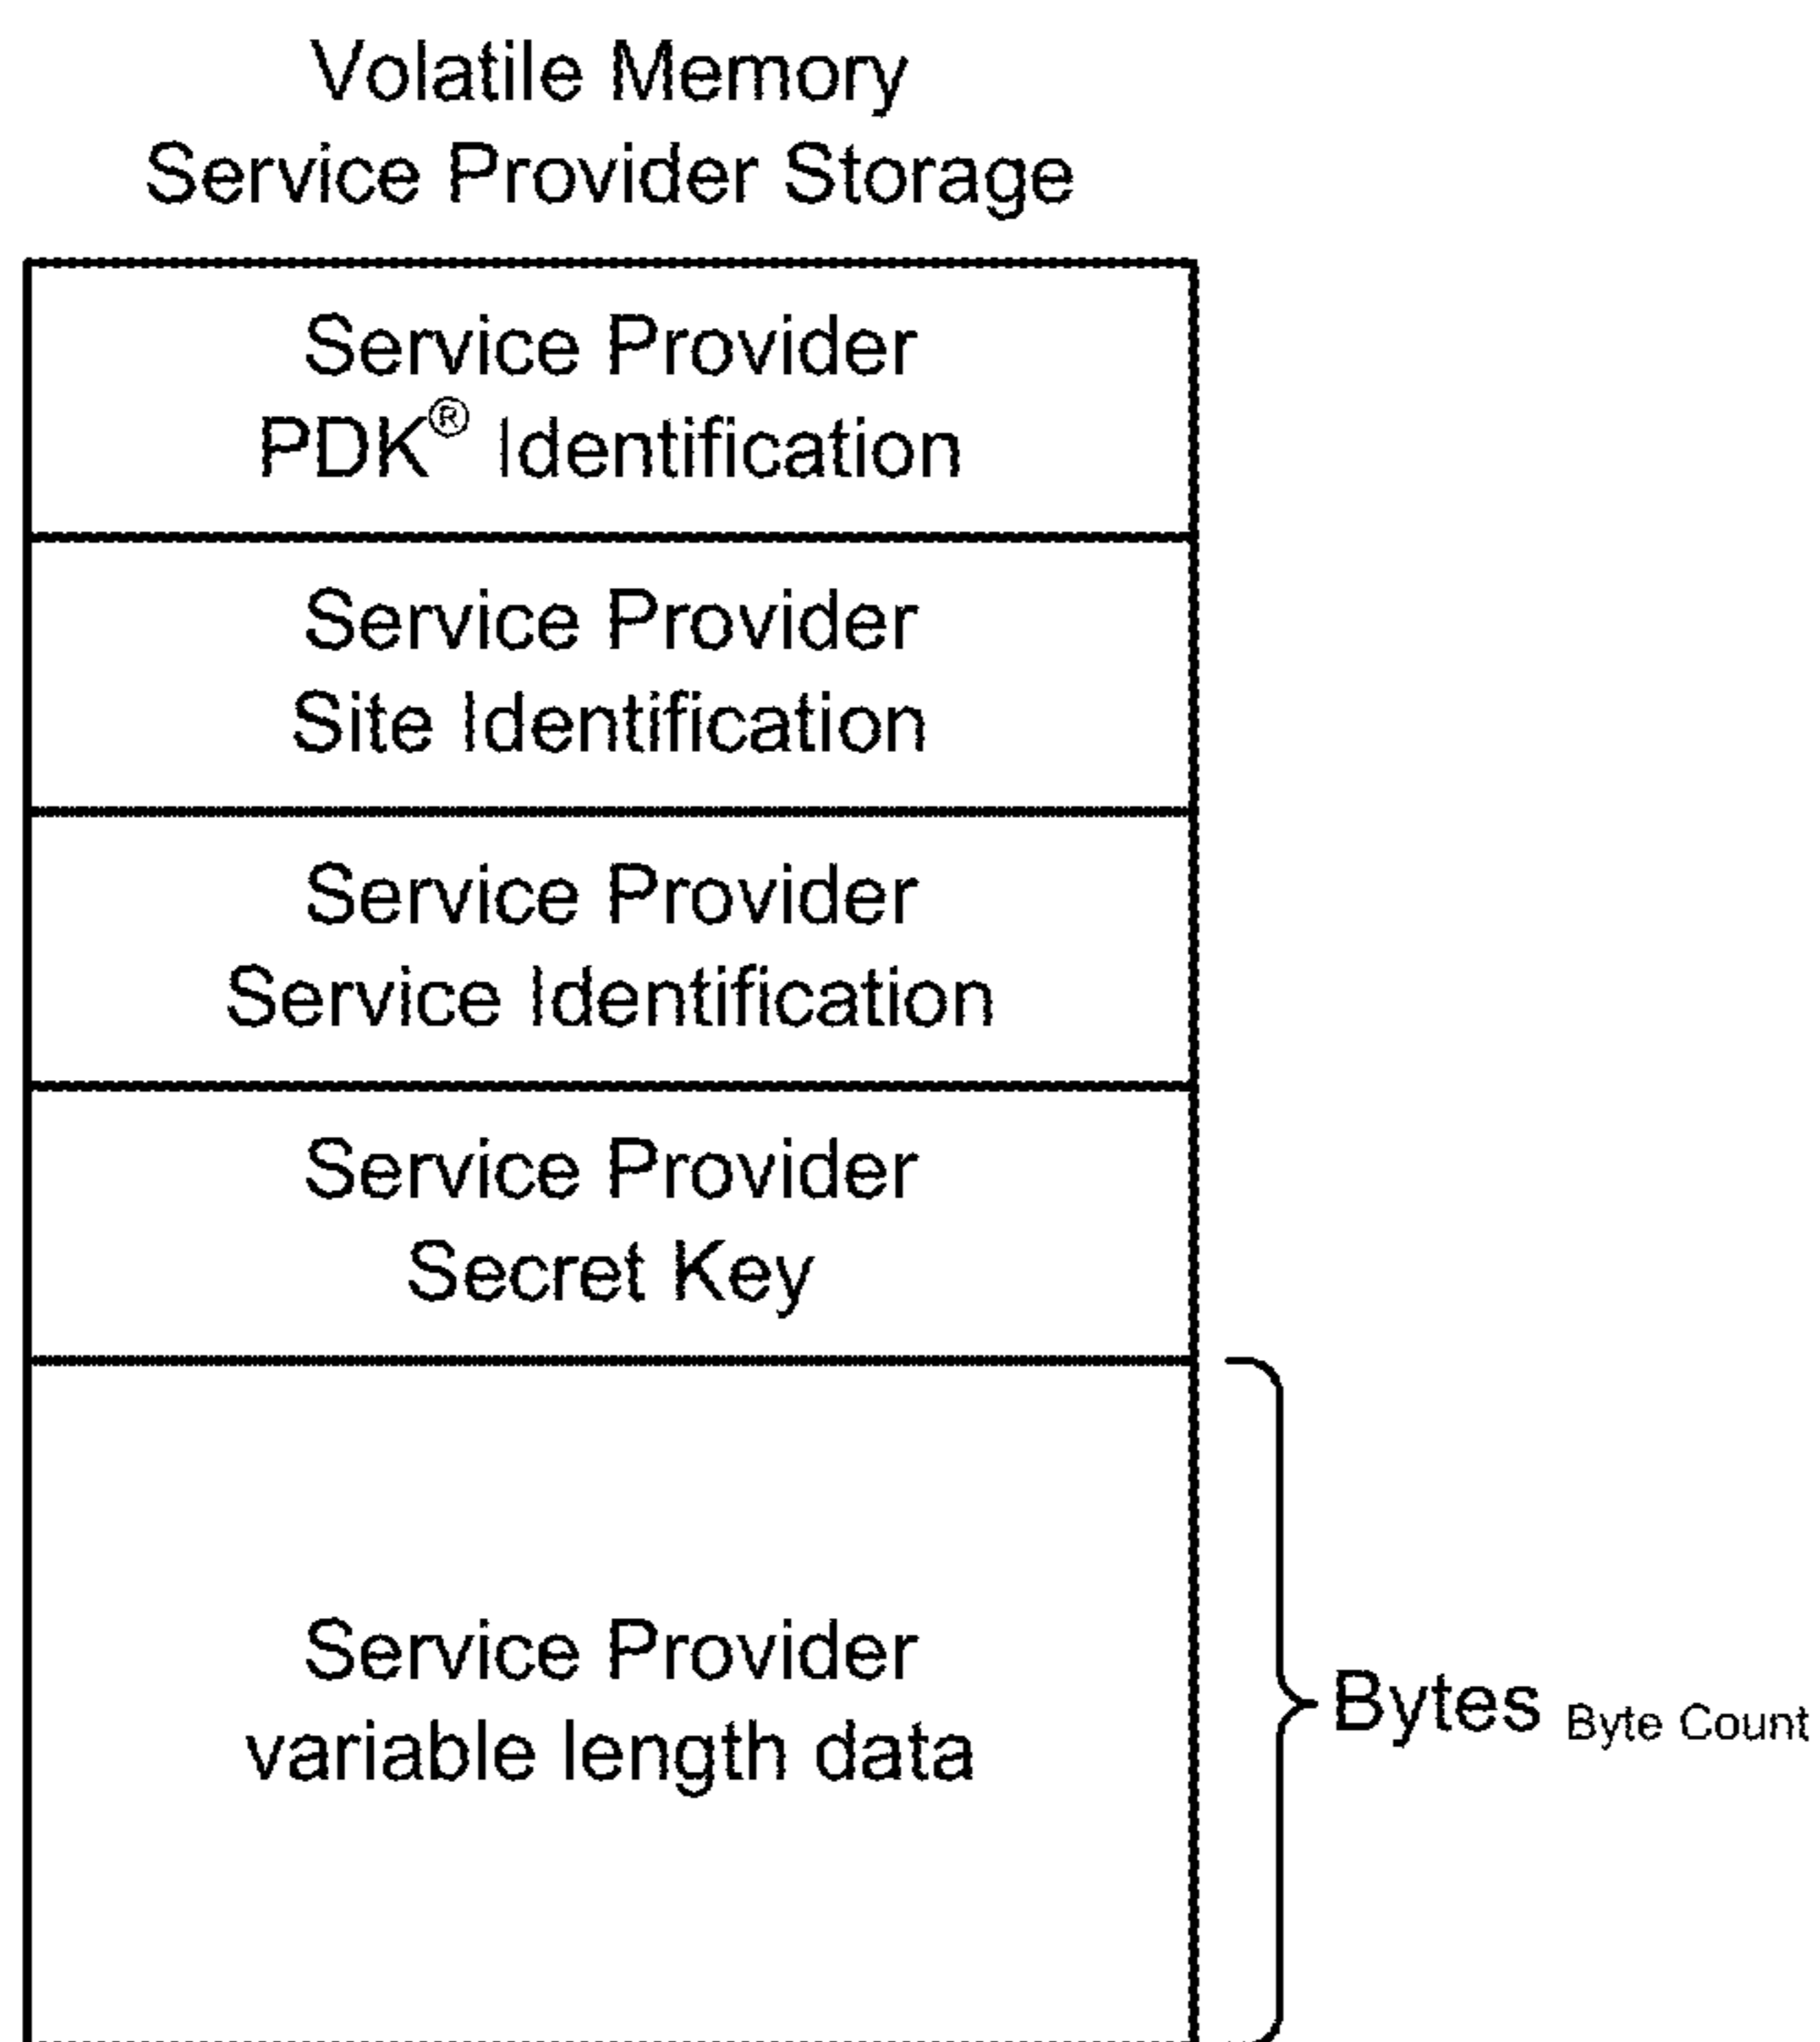 Volatile Memory
Service Provider Storage
Service Provider
PDK® Identification
Service Provider
Site Identification
Service Provider
Service Identification
Service Provider
Secret Key
Service Provider
variable length data
Bytes Byte Count